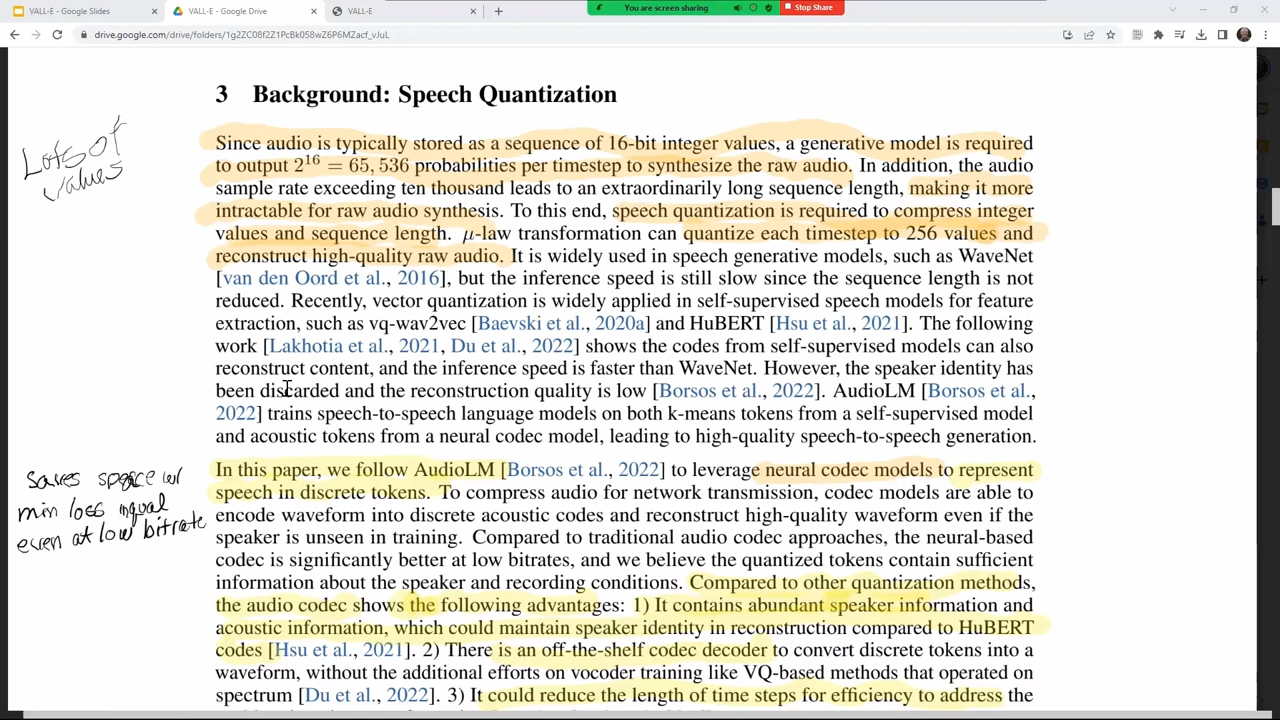 VALL-E - Google Slides
VALL-E - Google Drive
VALL-E
You are screen sharing
Stop Share
drive.google.com/drive/folders/1g2ZC08f2Z1PcBk058wZ6P6MZacf_vJuL
3 Background: Speech Quantization
Lots of
values
Since audio is typically stored as a sequence of 16-bit integer values, a generative model is required
to output 2^16 = 65,536 probabilities per timestep to synthesize the raw audio. In addition, the audio
sample rate exceeding ten thousand leads to an extraordinarily long sequence length, making it more
intractable for raw audio synthesis. To this end, speech quantization is required to compress integer
values and sequence length. μ-law transformation can quantize each timestep to 256 values and
reconstruct high-quality raw audio. It is widely used in speech generative models, such as WaveNet
[van den Oord et al., 2016], but the inference speed is still slow since the sequence length is not
reduced. Recently, vector quantization is widely applied in self-supervised speech models for feature
extraction, such as vq-wav2vec [Baevski et al., 2020a] and HuBERT [Hsu et al., 2021]. The following
work [Lakhotia et al., 2021, Du et al., 2022] shows the codes from self-supervised models can also
reconstruct content, and the inference speed is faster than WaveNet. However, the speaker identity has
been discarded and the reconstruction quality is low [Borsos et al., 2022]. AudioLM [Borsos et al.,
2022] trains speech-to-speech language models on both k-means tokens from a self-supervised model
and acoustic tokens from a neural codec model, leading to high-quality speech-to-speech generation.
Saves space w/
min loss in qual
even at low bitrate
In this paper, we follow AudioLM [Borsos et al., 2022] to leverage neural codec models to represent
speech in discrete tokens. To compress audio for network transmission, codec models are able to
encode waveform into discrete acoustic codes and reconstruct high-quality waveform even if the
speaker is unseen in training. Compared to traditional audio codec approaches, the neural-based
codec is significantly better at low bitrates, and we believe the quantized tokens contain sufficient
information about the speaker and recording conditions. Compared to other quantization methods,
the audio codec shows the following advantages: 1) It contains abundant speaker information and
acoustic information, which could maintain speaker identity in reconstruction compared to HuBERT
codes [Hsu et al., 2021]. 2) There is an off-the-shelf codec decoder to convert discrete tokens into a
waveform, without the additional efforts on vocoder training like VQ-based methods that operated on
spectrum [Du et al., 2022]. 3) It could reduce the length of time steps for efficiency to address the